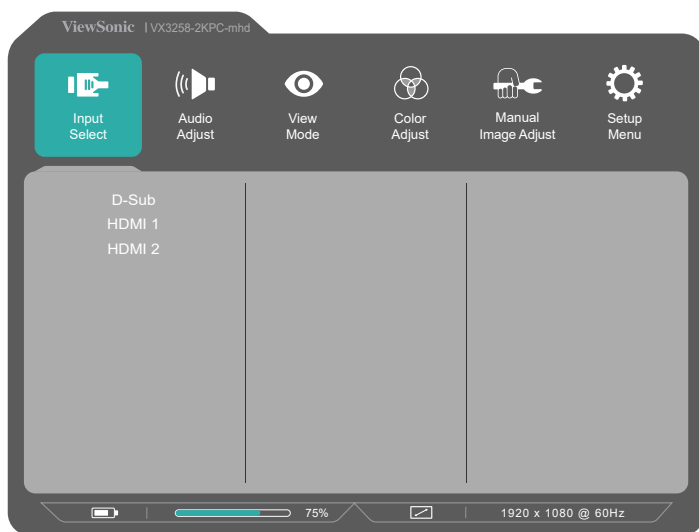 ViewSonic | VX3258-2KPC-mhd
Input
Select
Audio
Adjust
View
Mode
Color
Adjust
Manual
Image Adjust
Setup
Menu
D-Sub
HDMI 1
HDMI 2
75%
1920 x 1080 @ 60Hz